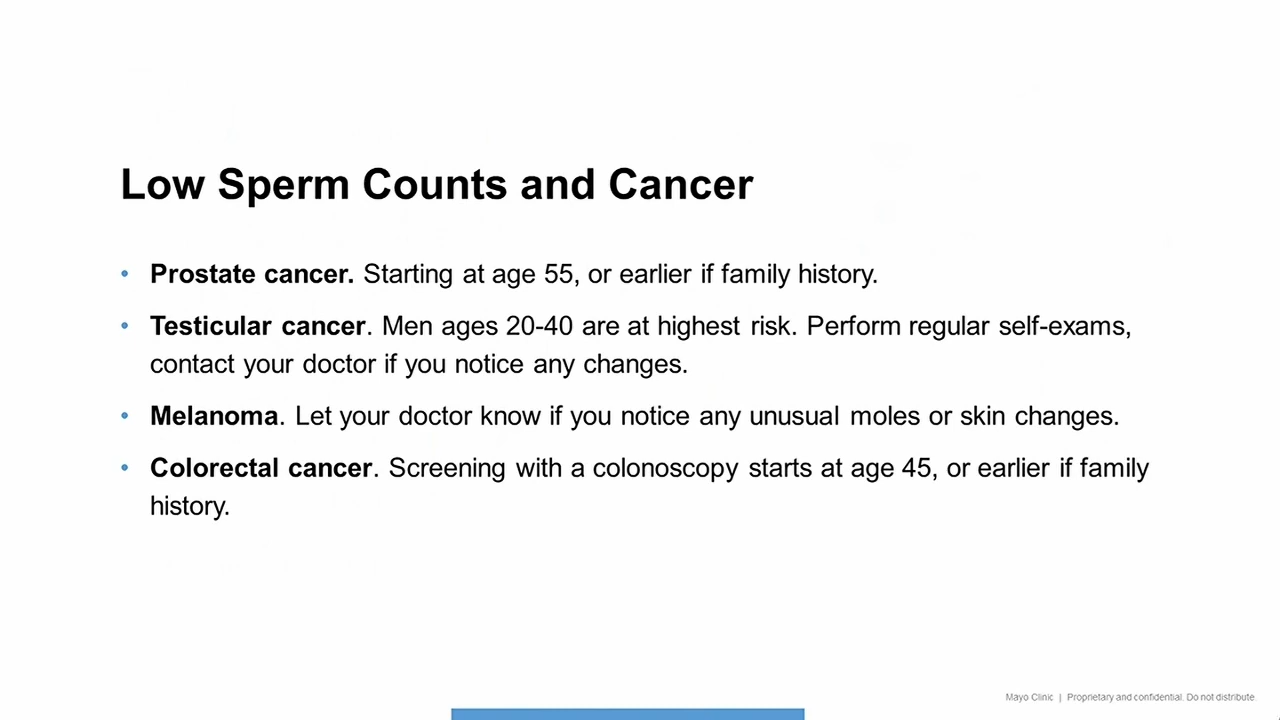 Low Sperm Counts and Cancer
• Prostate cancer. Starting at age 55, or earlier if family history.
• Testicular cancer. Men ages 20-40 are at highest risk. Perform regular self-exams,
contact your doctor if you notice any changes.
• Melanoma. Let your doctor know if you notice any unusual moles or skin changes.
• Colorectal cancer. Screening with a colonoscopy starts at age 45, or earlier if family
history.
Mayo Clinic | Proprietary and confidential. Do not distribute.